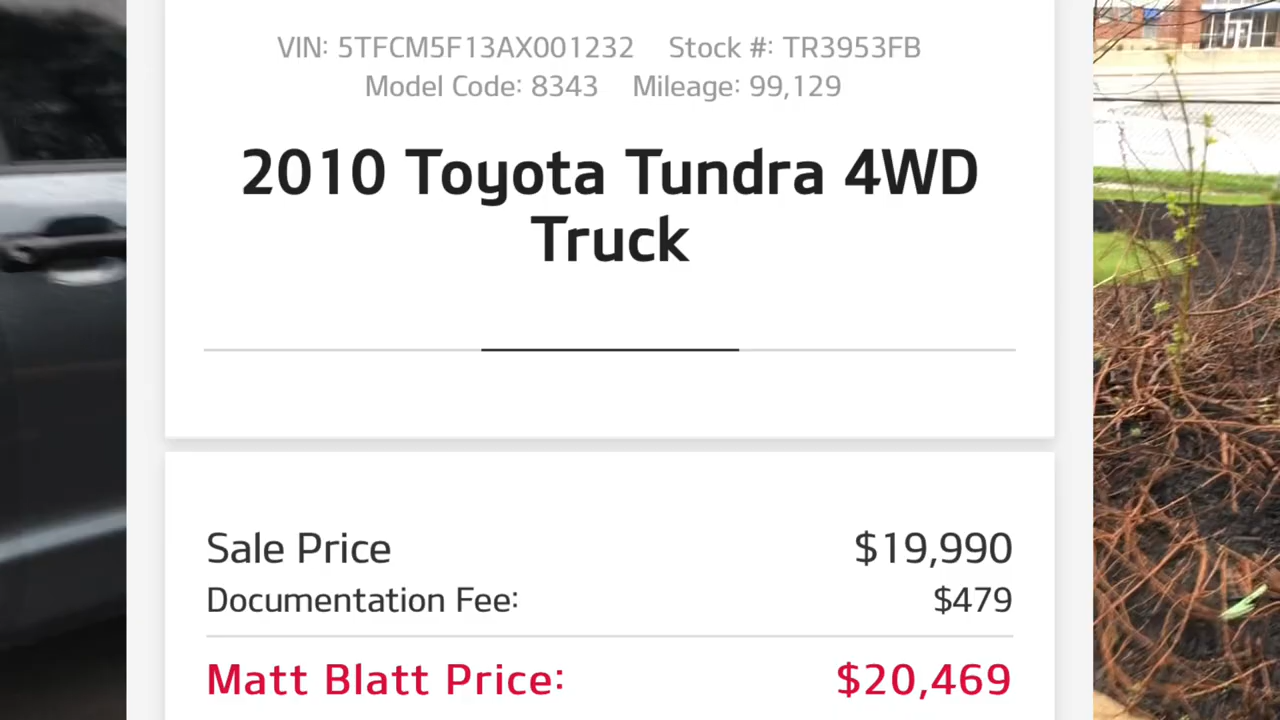 VIN: 5TFCM5F13AX001232 Stock #: TR3953FB
Model Code: 8343 Mileage: 99,129
2010 Toyota Tundra 4WD
Truck
Sale Price $19,990
Documentation Fee: $479
Matt Blatt Price: $20,469